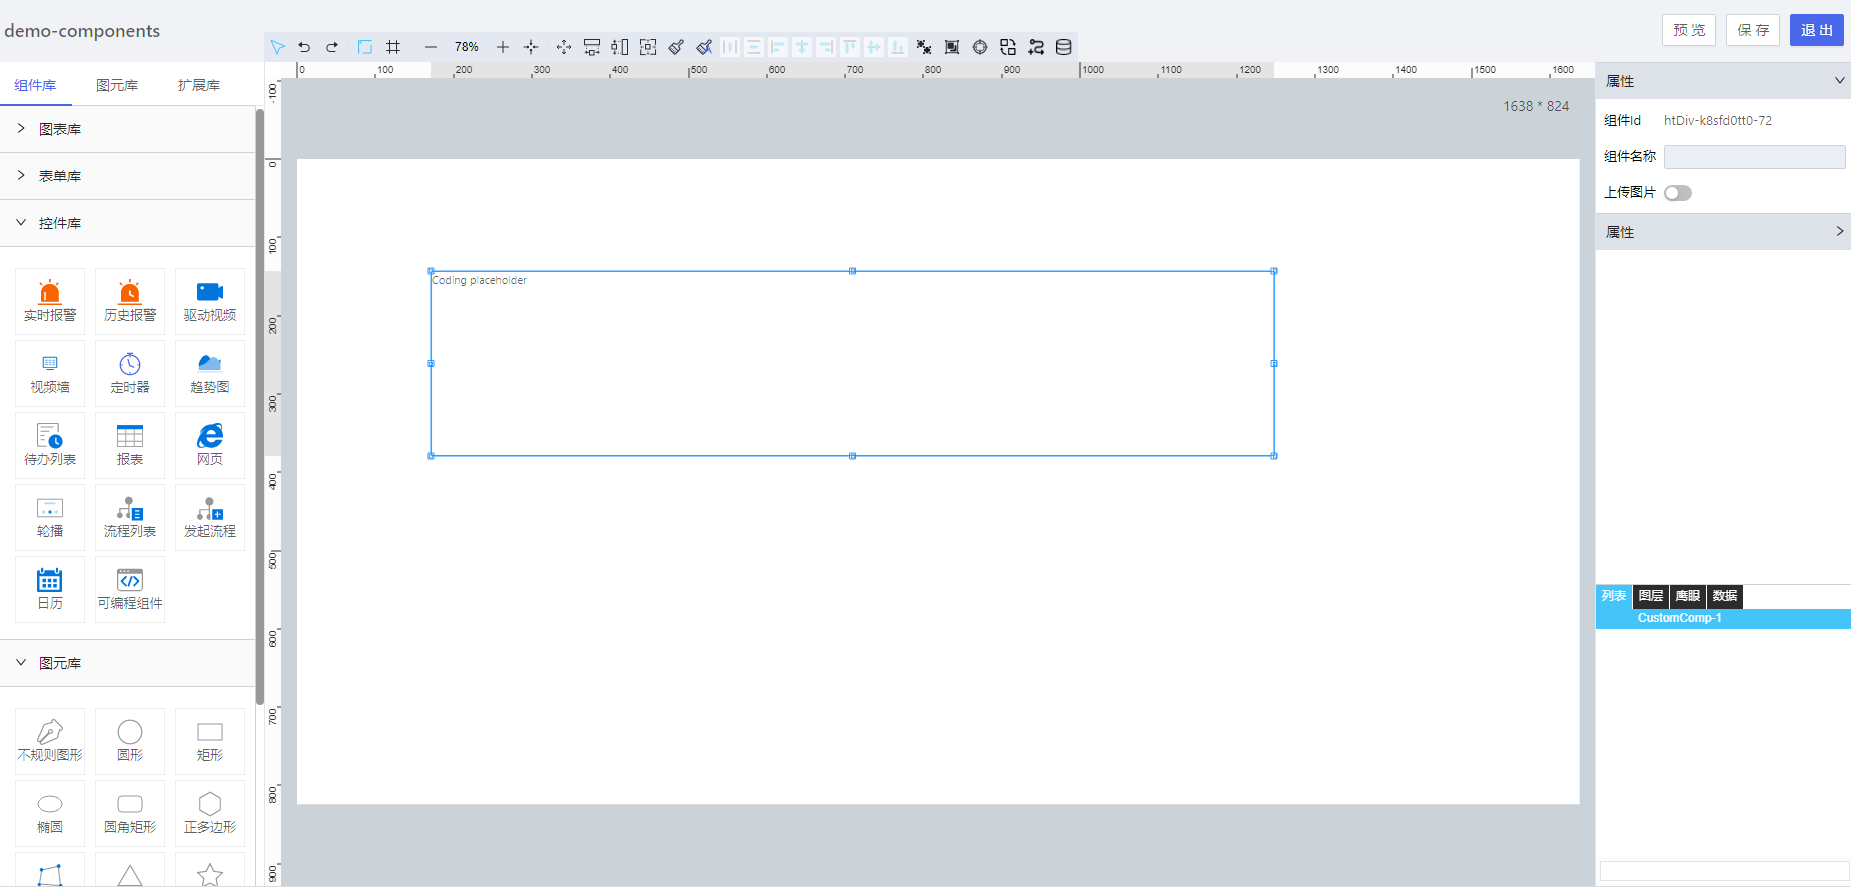 demo-components
预 览
保 存
退 出
78%
组件库
图元库
扩展库
0
100
200
300
400
500
600
700
800
900
1000
1100
1200
1300
1400
1500
1600
-100
0
100
200
300
400
500
600
700
800
900
1638 * 824
图表库
表单库
控件库
实时报警
历史报警
驱动视频
视频墙
定时器
趋势图
待办列表
报表
网页
轮播
流程列表
发起流程
日历
可编程组件
图元库
不规则图形
圆形
矩形
椭圆
圆角矩形
正多边形
Coding placeholder
属性
组件Id
htDiv-k8sfd0tt0-72
组件名称
上传图片
属性
列表
图层
鹰眼
数据
CustomComp-1